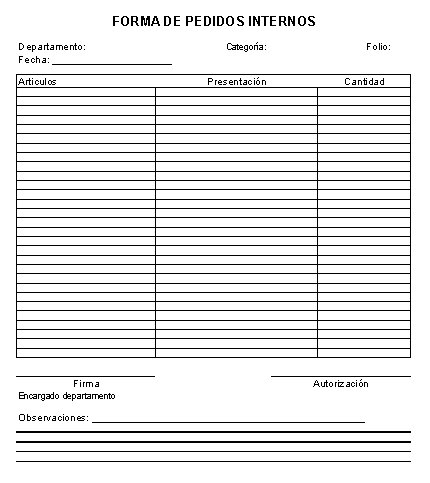 FORMA DE PEDIDOS INTERNOS
Departamento: Categoría: Folio:
Fecha:
Artículos Presentación Cantidad
Firma Autorización
Encargado departamento
Observaciones: